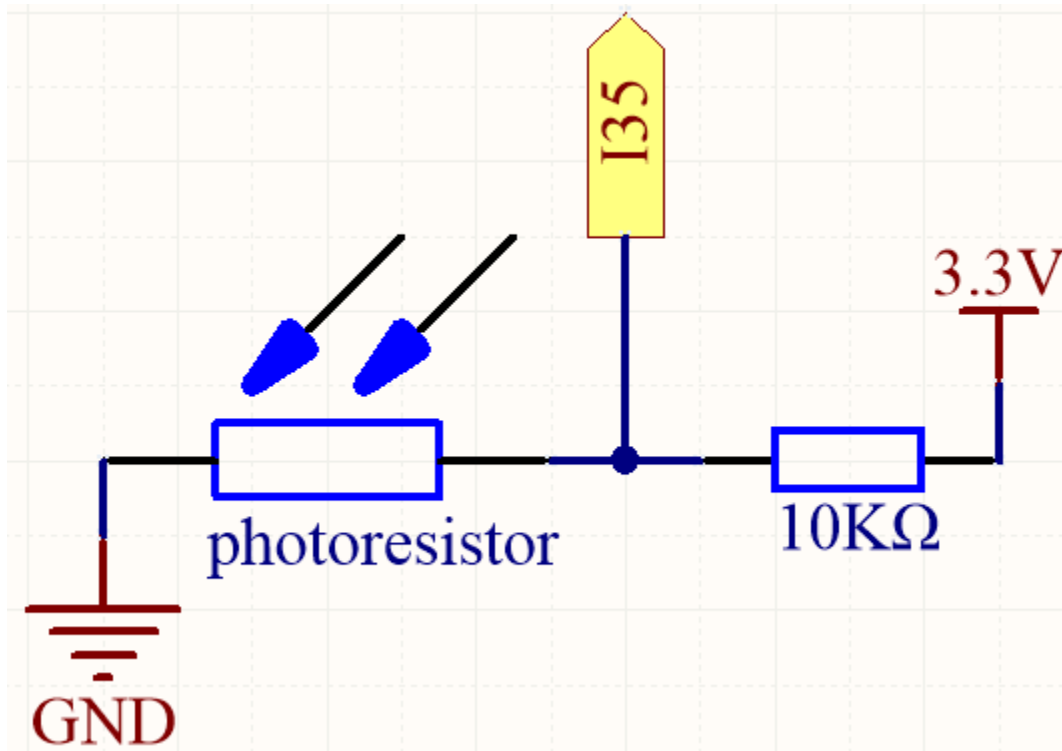 I35
3.3V
photoresistor
10KΩ
GND